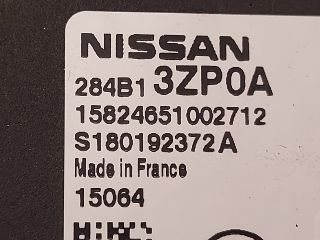 NISSAN
284B1 3ZP0A
15824651002712
S180192372A
Made in France
15064